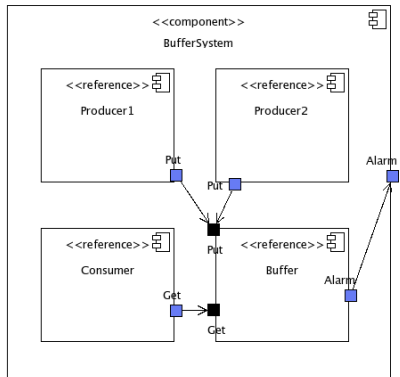 <<component>>
BufferSystem
<<reference>>
Producer1
<<reference>>
Producer2
Put
Put
Alarm
Put
<<reference>>
Consumer
<<reference>>
Buffer
Get
Alarm
Get